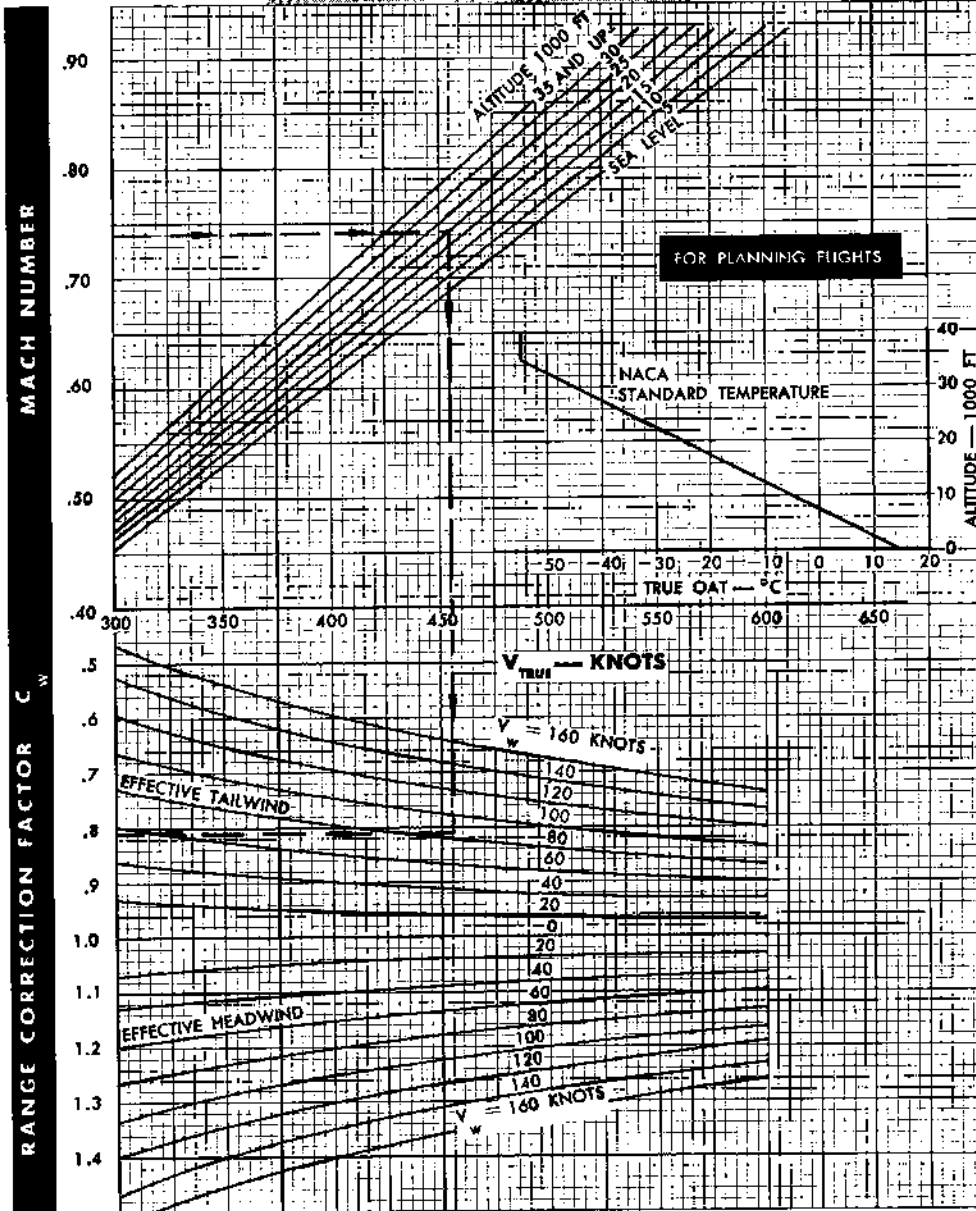 MACH NUMBER
.90
.80
.70
.60
.50
.40
ALTITUDE 1000 FT
35 AND UP
30
25
20
15
10
5
SEA LEVEL
FOR PLANNING FLIGHTS
NACA
STANDARD TEMPERATURE
40
30
20
10
0
ALTITUDE — 1000 FT
50 40 30 20 10 0 10 20
TRUE OAT — °C
300 350 400 450 500 550 600 650
V TRUE — KNOTS
RANGE CORRECTION FACTOR C w
.5
.6
.7
.8
.9
1.0
1.1
1.2
1.3
1.4
V w = 160 KNOTS
140
120
100
80
60
40
20
0
20
40
60
80
100
120
140
V w = 160 KNOTS
EFFECTIVE TAILWIND
EFFECTIVE HEADWIND